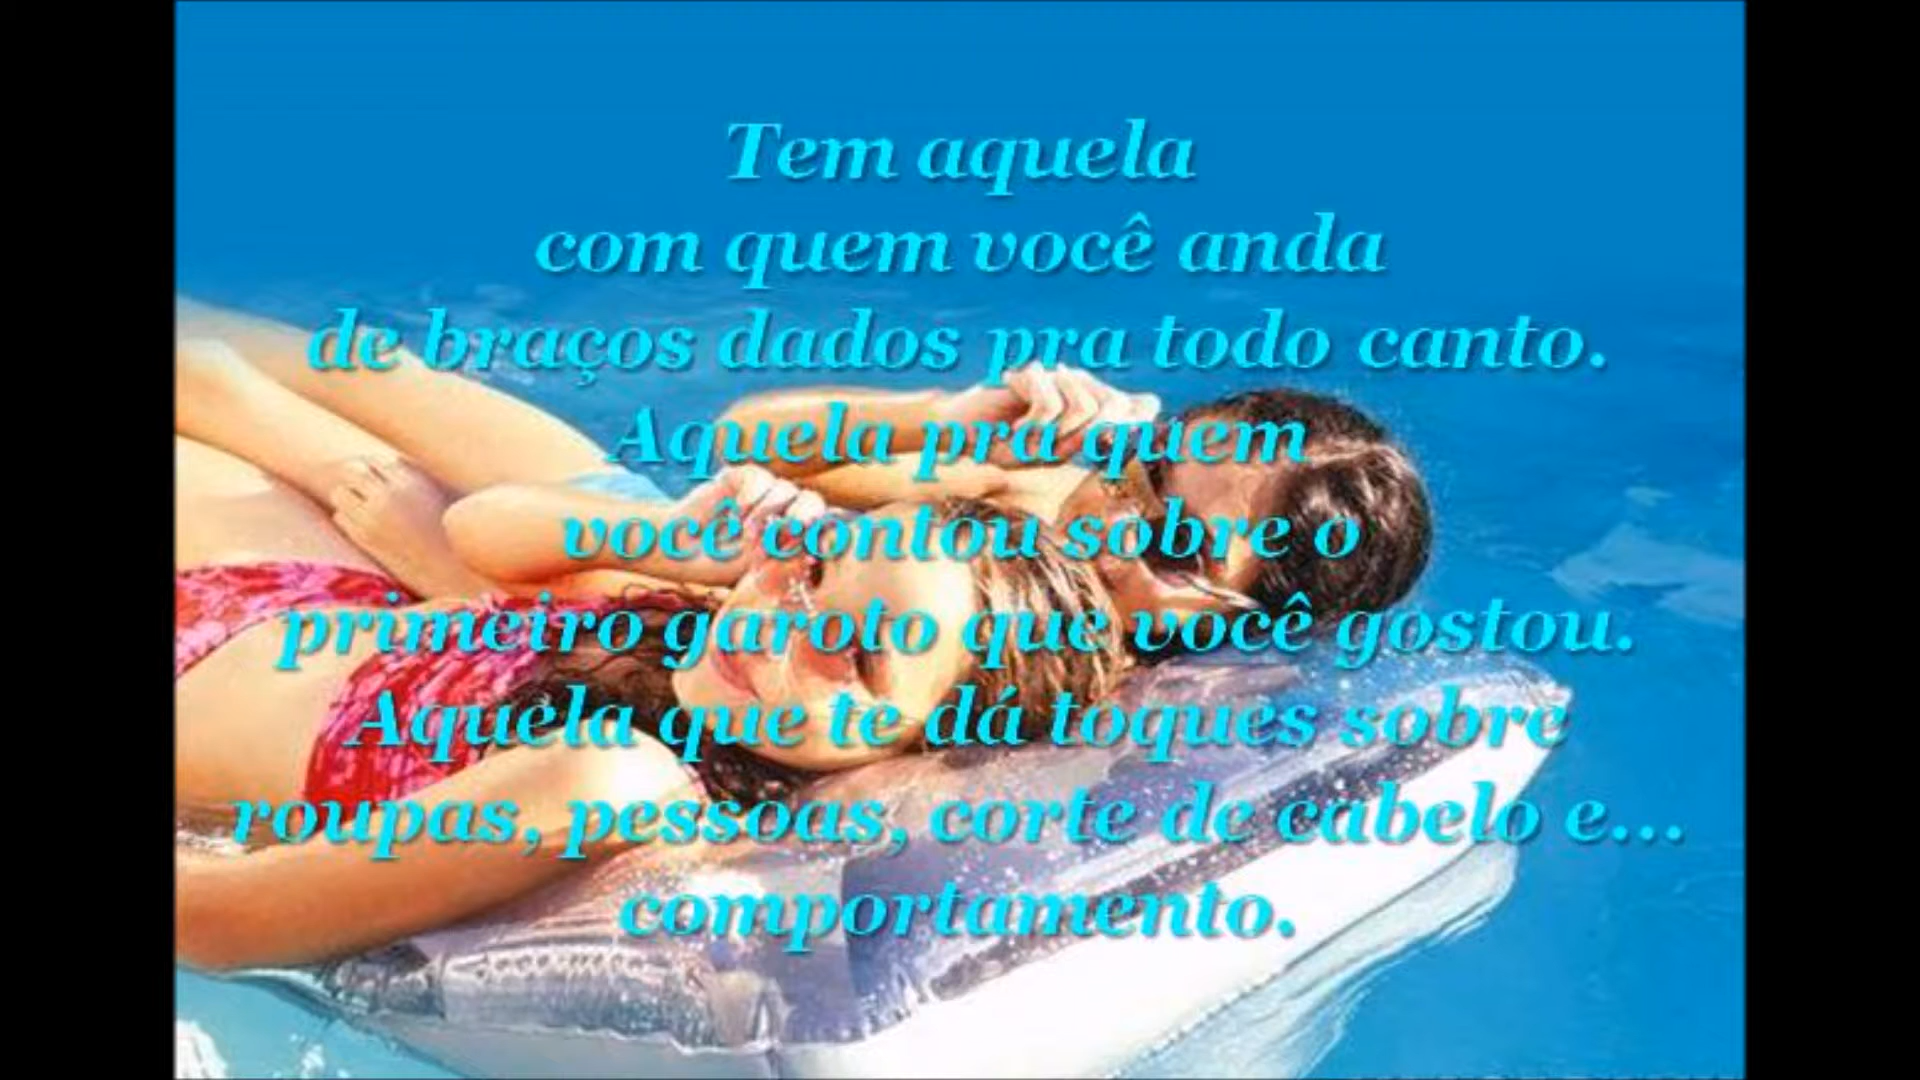 Tem aquela
com quem você anda
de braços dados pra todo canto.
Aquela pra quem
você contou sobre o
primeiro garoto que você gostou.
Aquela que te dá toques sobre
roupas, pessoas, corte de cabelo e...
comportamento.